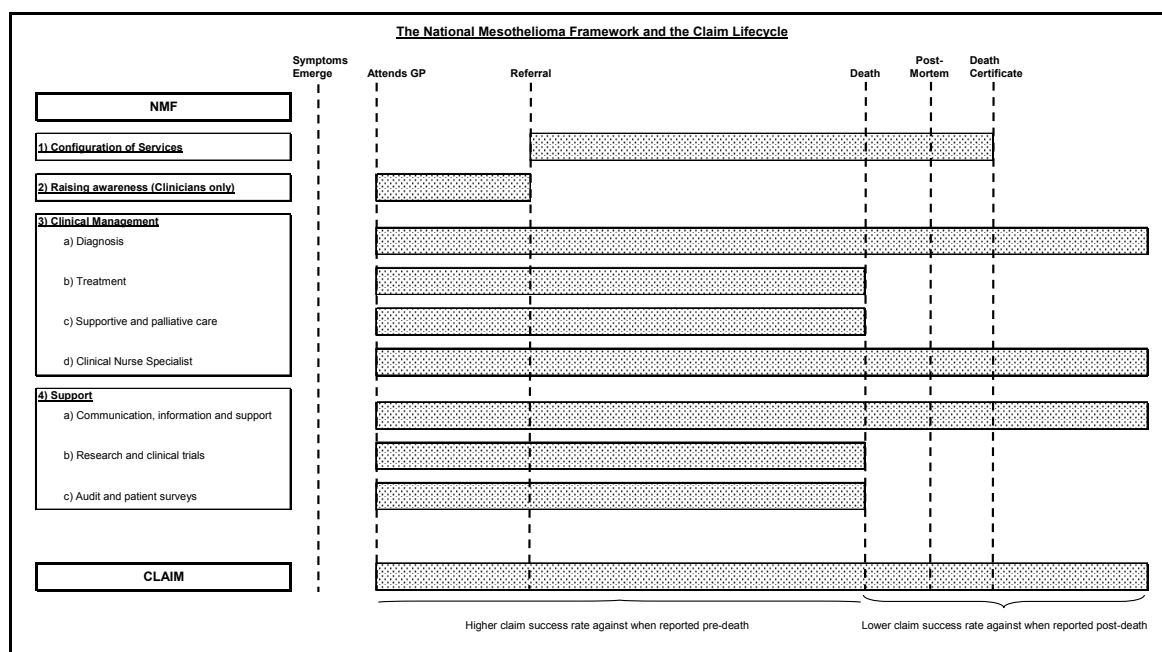 The National Mesothelioma Framework and the Claim Lifecycle
Symptoms
Emerge
Attends GP
Referral
Death
Post-
Mortem
Death
Certificate
NMF
1) Configuration of Services
2) Raising awareness (Clinicians only)
3) Clinical Management
a) Diagnosis
b) Treatment
c) Supportive and palliative care
d) Clinical Nurse Specialist
4) Support
a) Communication, information and support
b) Research and clinical trials
c) Audit and patient surveys
CLAIM
Higher claim success rate against when reported pre-death
Lower claim success rate against when reported post-death